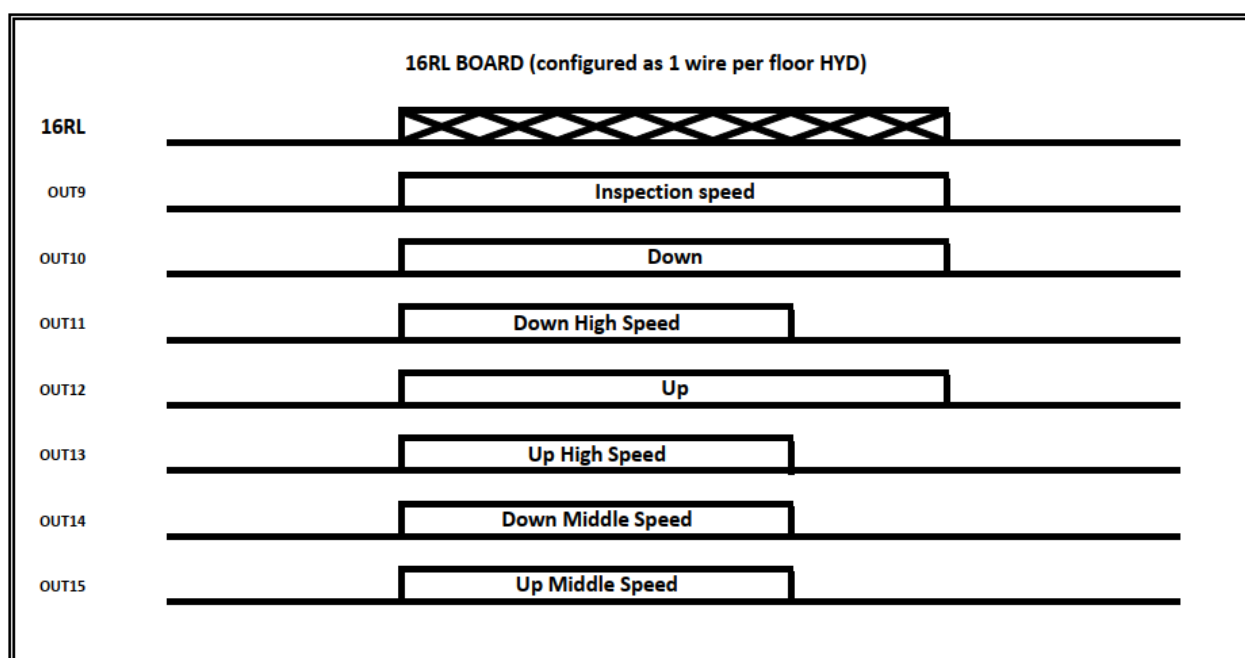 16RL BOARD (configured as 1 wire per floor HYD)
16RL
OUT9 Inspection speed
OUT10 Down
OUT11 Down High Speed
OUT12 Up
OUT13 Up High Speed
OUT14 Down Middle Speed
OUT15 Up Middle Speed